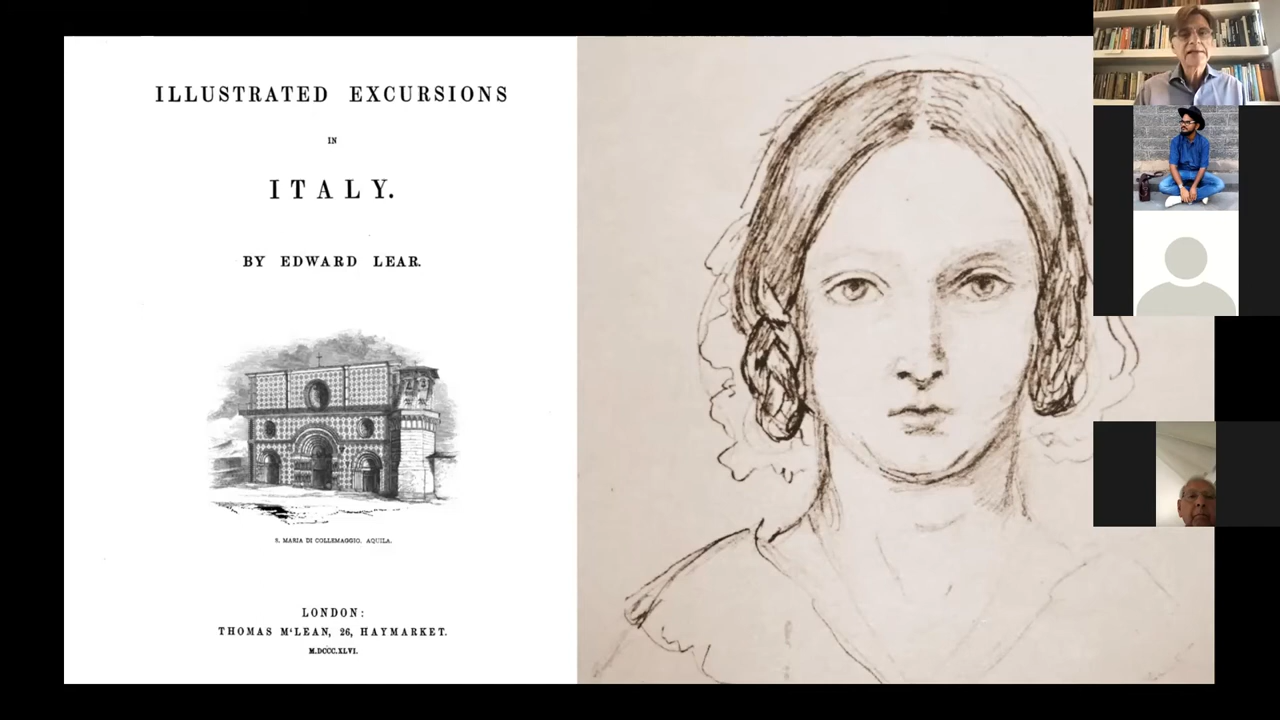 ILLUSTRATED EXCURSIONS
IN
ITALY.
BY EDWARD LEAR.
S. MARIA DI COLLEMAGGIO, AQUILA.
LONDON:
THOMAS M‘LEAN, 26, HAYMARKET.
M.DCCC.XLVI.